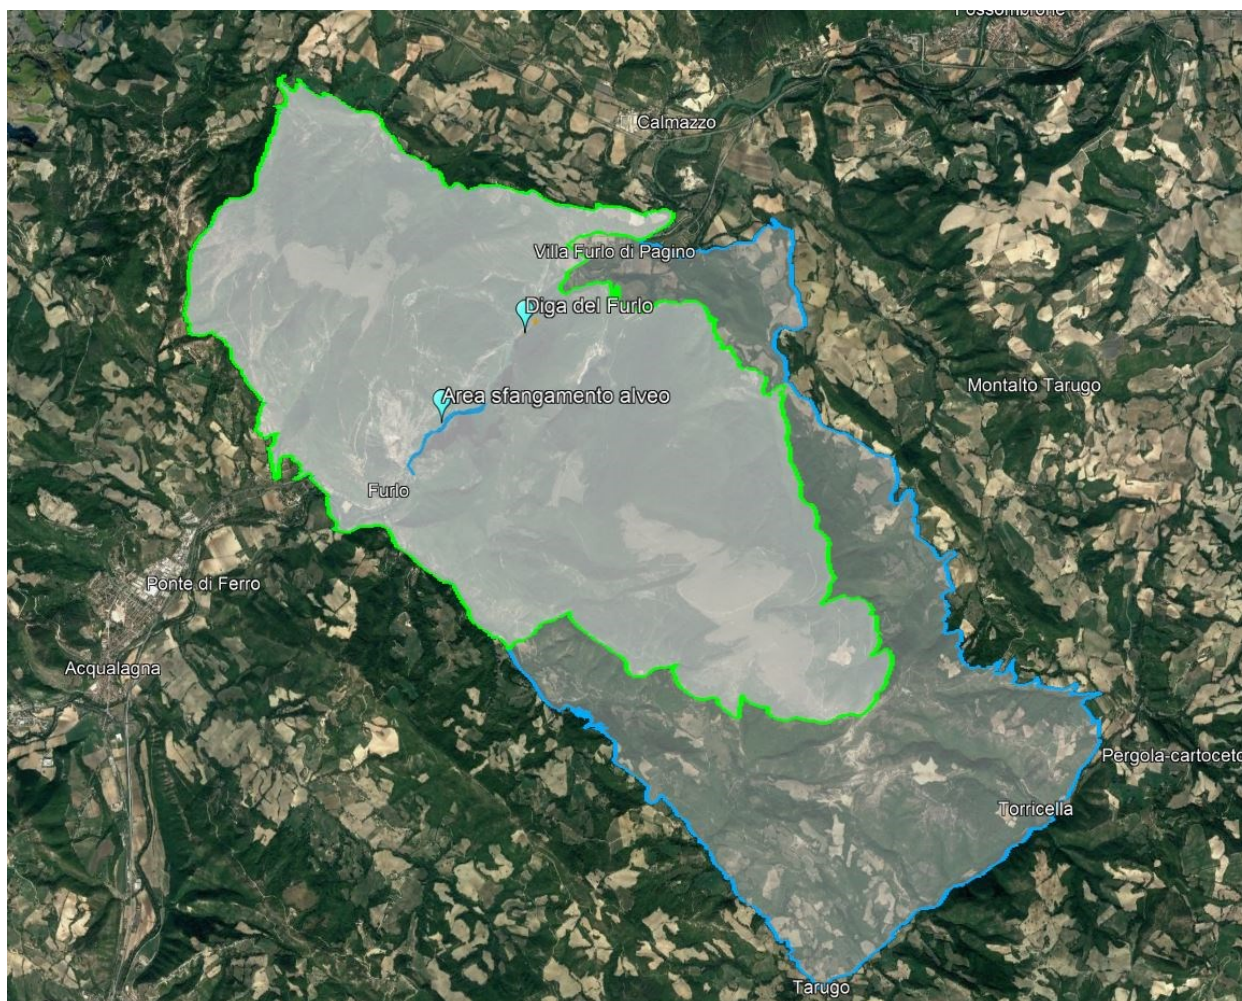 Fossombrone
Calmazzo
Villa Furlo di Pagino
Diga del Furlo
Montalto Tarugo
Area sfangamento alveo
Furlo
Ponte di Ferro
Acqualagna
Pergola-cartoceto
Torricella
Tarugo